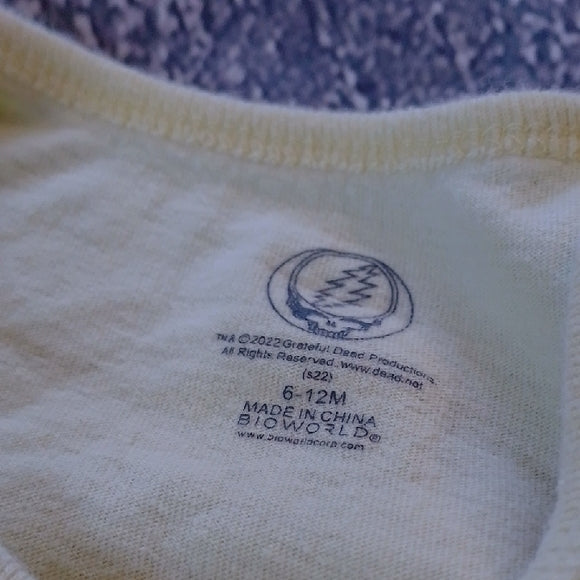 TM& ©2022 Grateful Dead Productions.
All Rights Reserved. www.dead.net
(s22)
6-12M
MADE IN CHINA
BIOWORLD®
www.bioworldcorp.com